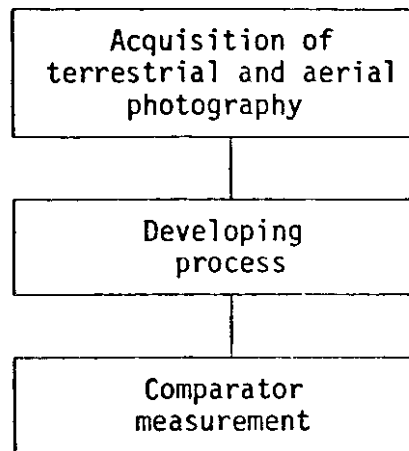 Acquisition of
terrestrial and aerial
photography
Developing
process
Comparator
measurement